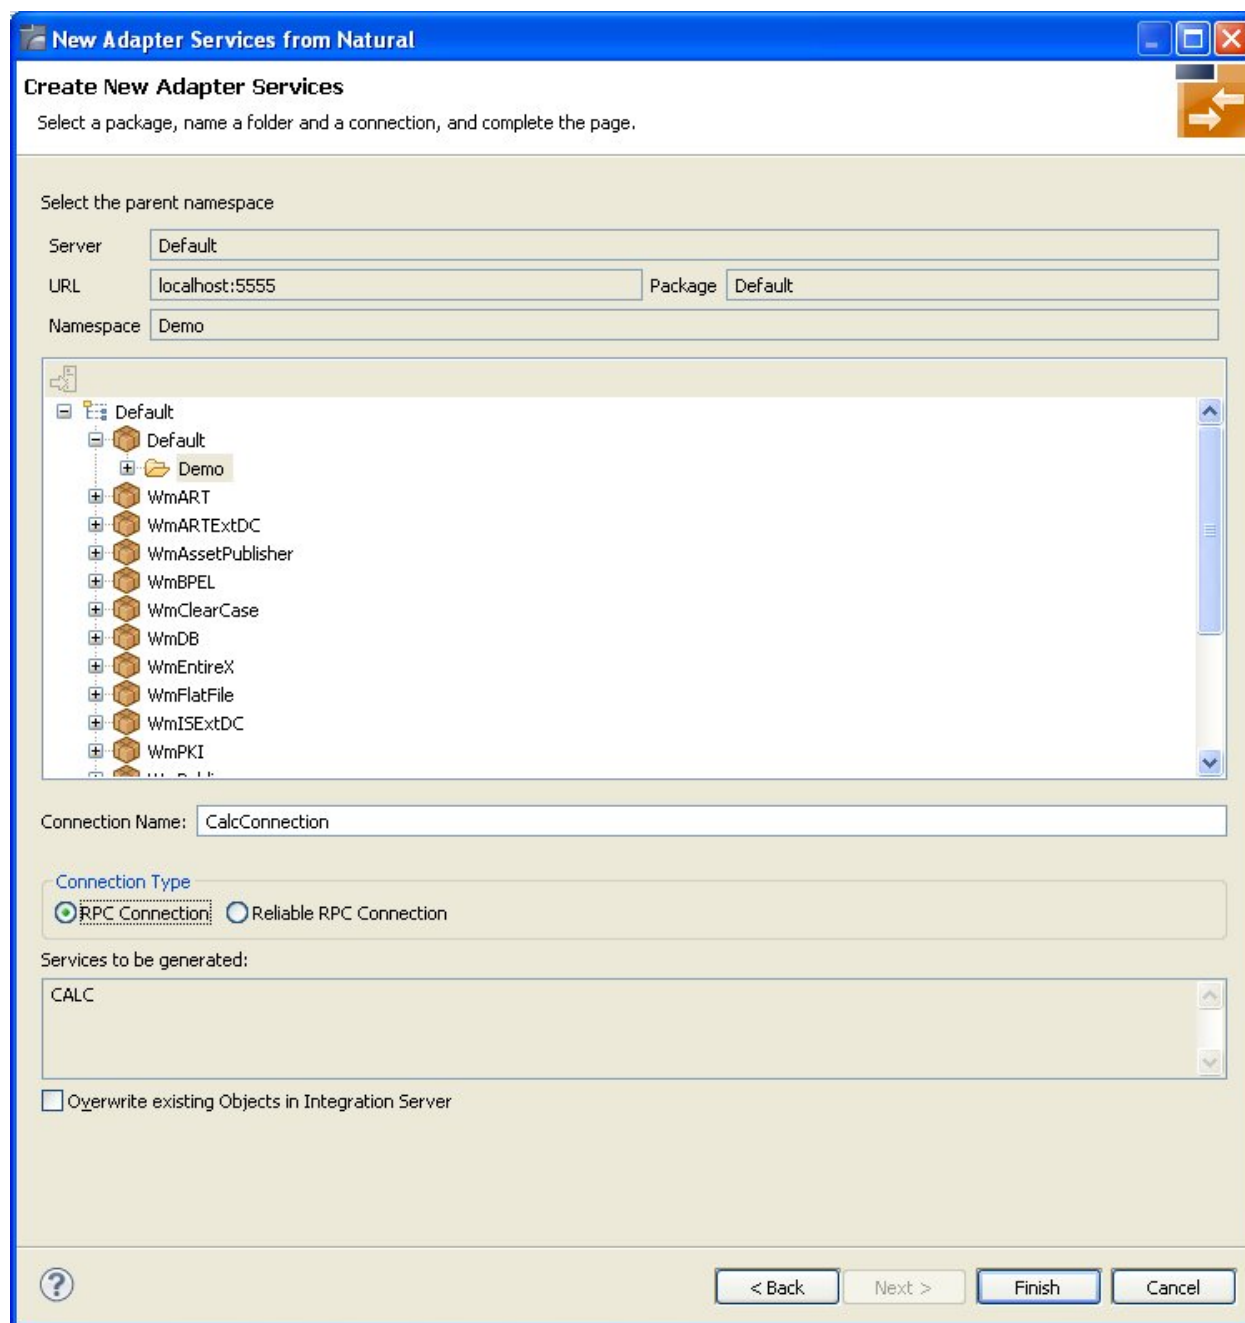 New Adapter Services from Natural
Create New Adapter Services
Select a package, name a folder and a connection, and complete the page.
Select the parent namespace
Server Default
URL localhost:5555 Package Default
Namespace Demo
Default
Default
Demo
WmART
WmARTExtDC
WmAssetPublisher
WmBPEL
WmClearCase
WmDB
WmEntireX
WmFlatFile
WmISExtDC
WmPKI
Connection Name: CalcConnection
Connection Type
RPC Connection Reliable RPC Connection
Services to be generated:
CALC
Overwrite existing Objects in Integration Server
? < Back Next > Finish Cancel